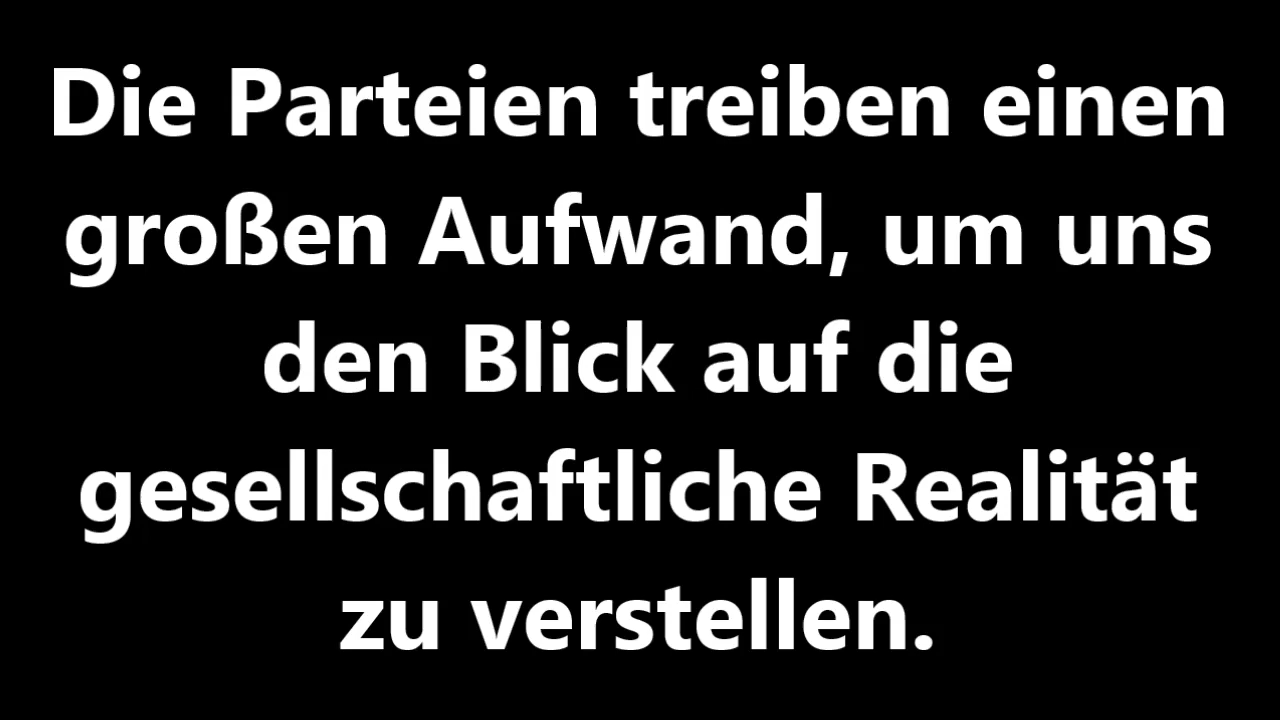 Die Parteien treiben einen
großen Aufwand, um uns
den Blick auf die
gesellschaftliche Realität
zu verstellen.